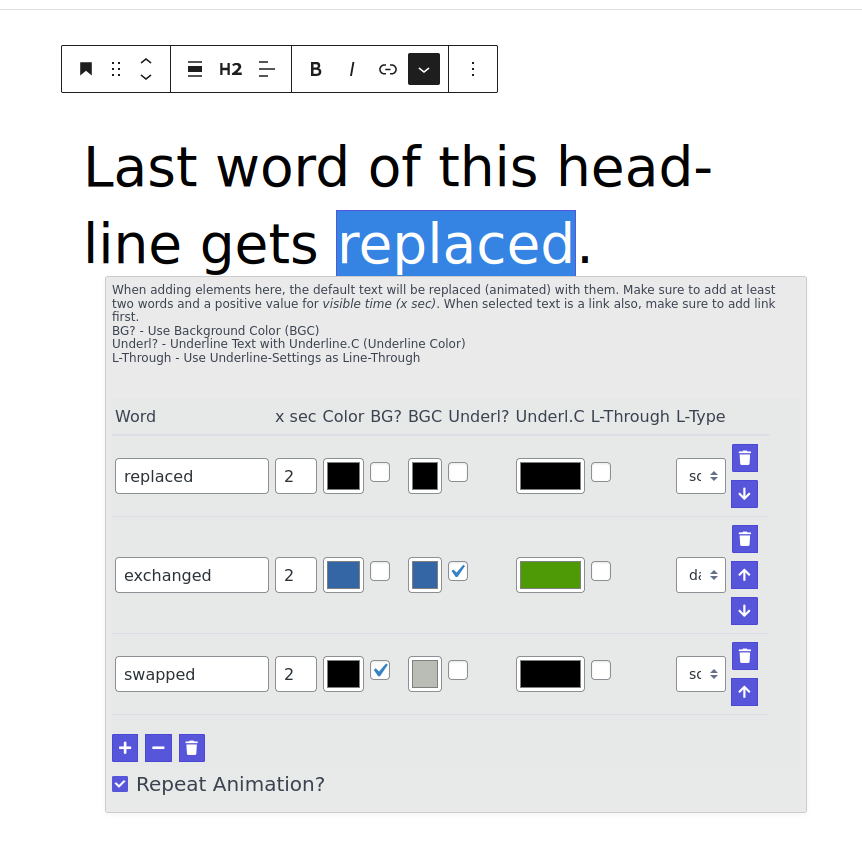 H2 B I
Last word of this head-
line gets replaced.
When adding elements here, the default text will be replaced (animated) with them. Make sure to add at least
two words and a positive value for visible time (x sec). When selected text is a link also, make sure to add link
first.
BG? - Use Background Color (BGC)
Underl? - Underline Text with Underline.C (Underline Color)
L-Through - Use Underline-Settings as Line-Through
Word x sec Color BG? BGC Underl? Underl.C L-Through L-Type
replaced 2
exchanged 2
swapped 2
Repeat Animation?